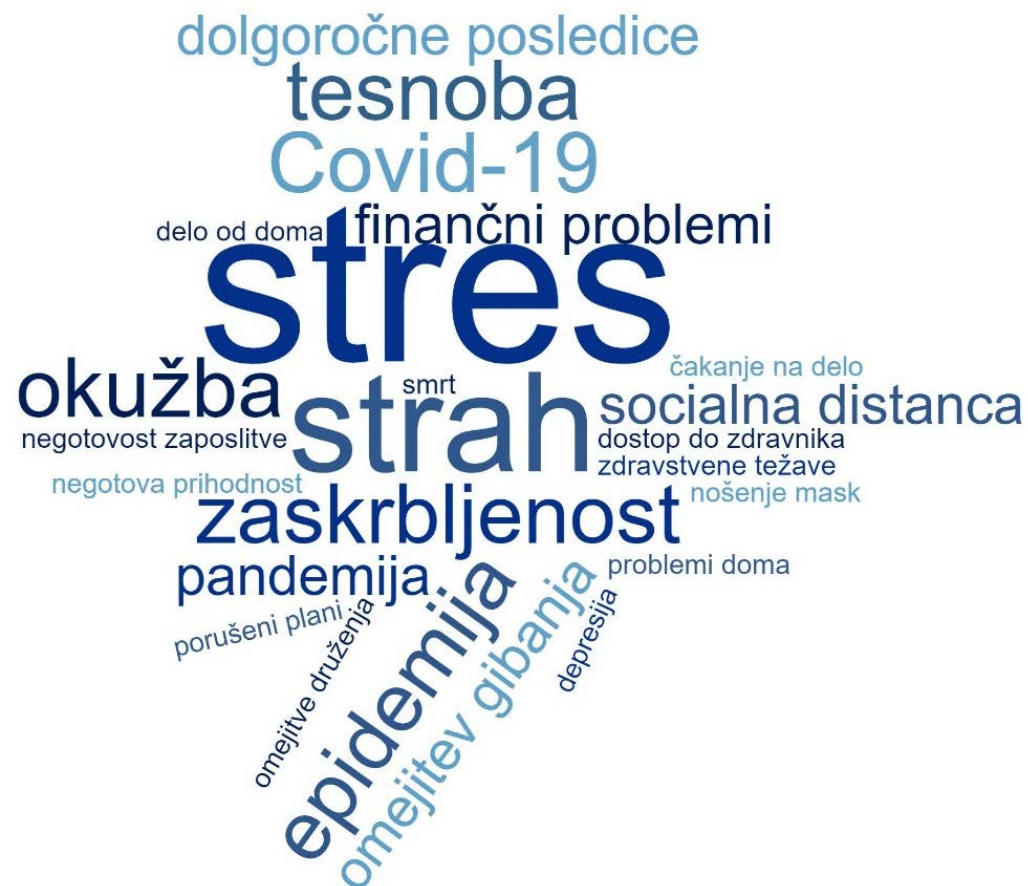 dolgoročne posledice
tesnoba
Covid-19
delo od doma
finančni problemi
stres
okužba
smrt
strah
čakanje na delo
socialna distanca
negotovost zaposlitve
dostop do zdravnika
zdravstvene težave
negotova prihodnost
nošenje mask
zaskrbljenost
pandemija
problemi doma
porušeni plani
omejitve druženja
epidemija
omejitev gibanja
depresija